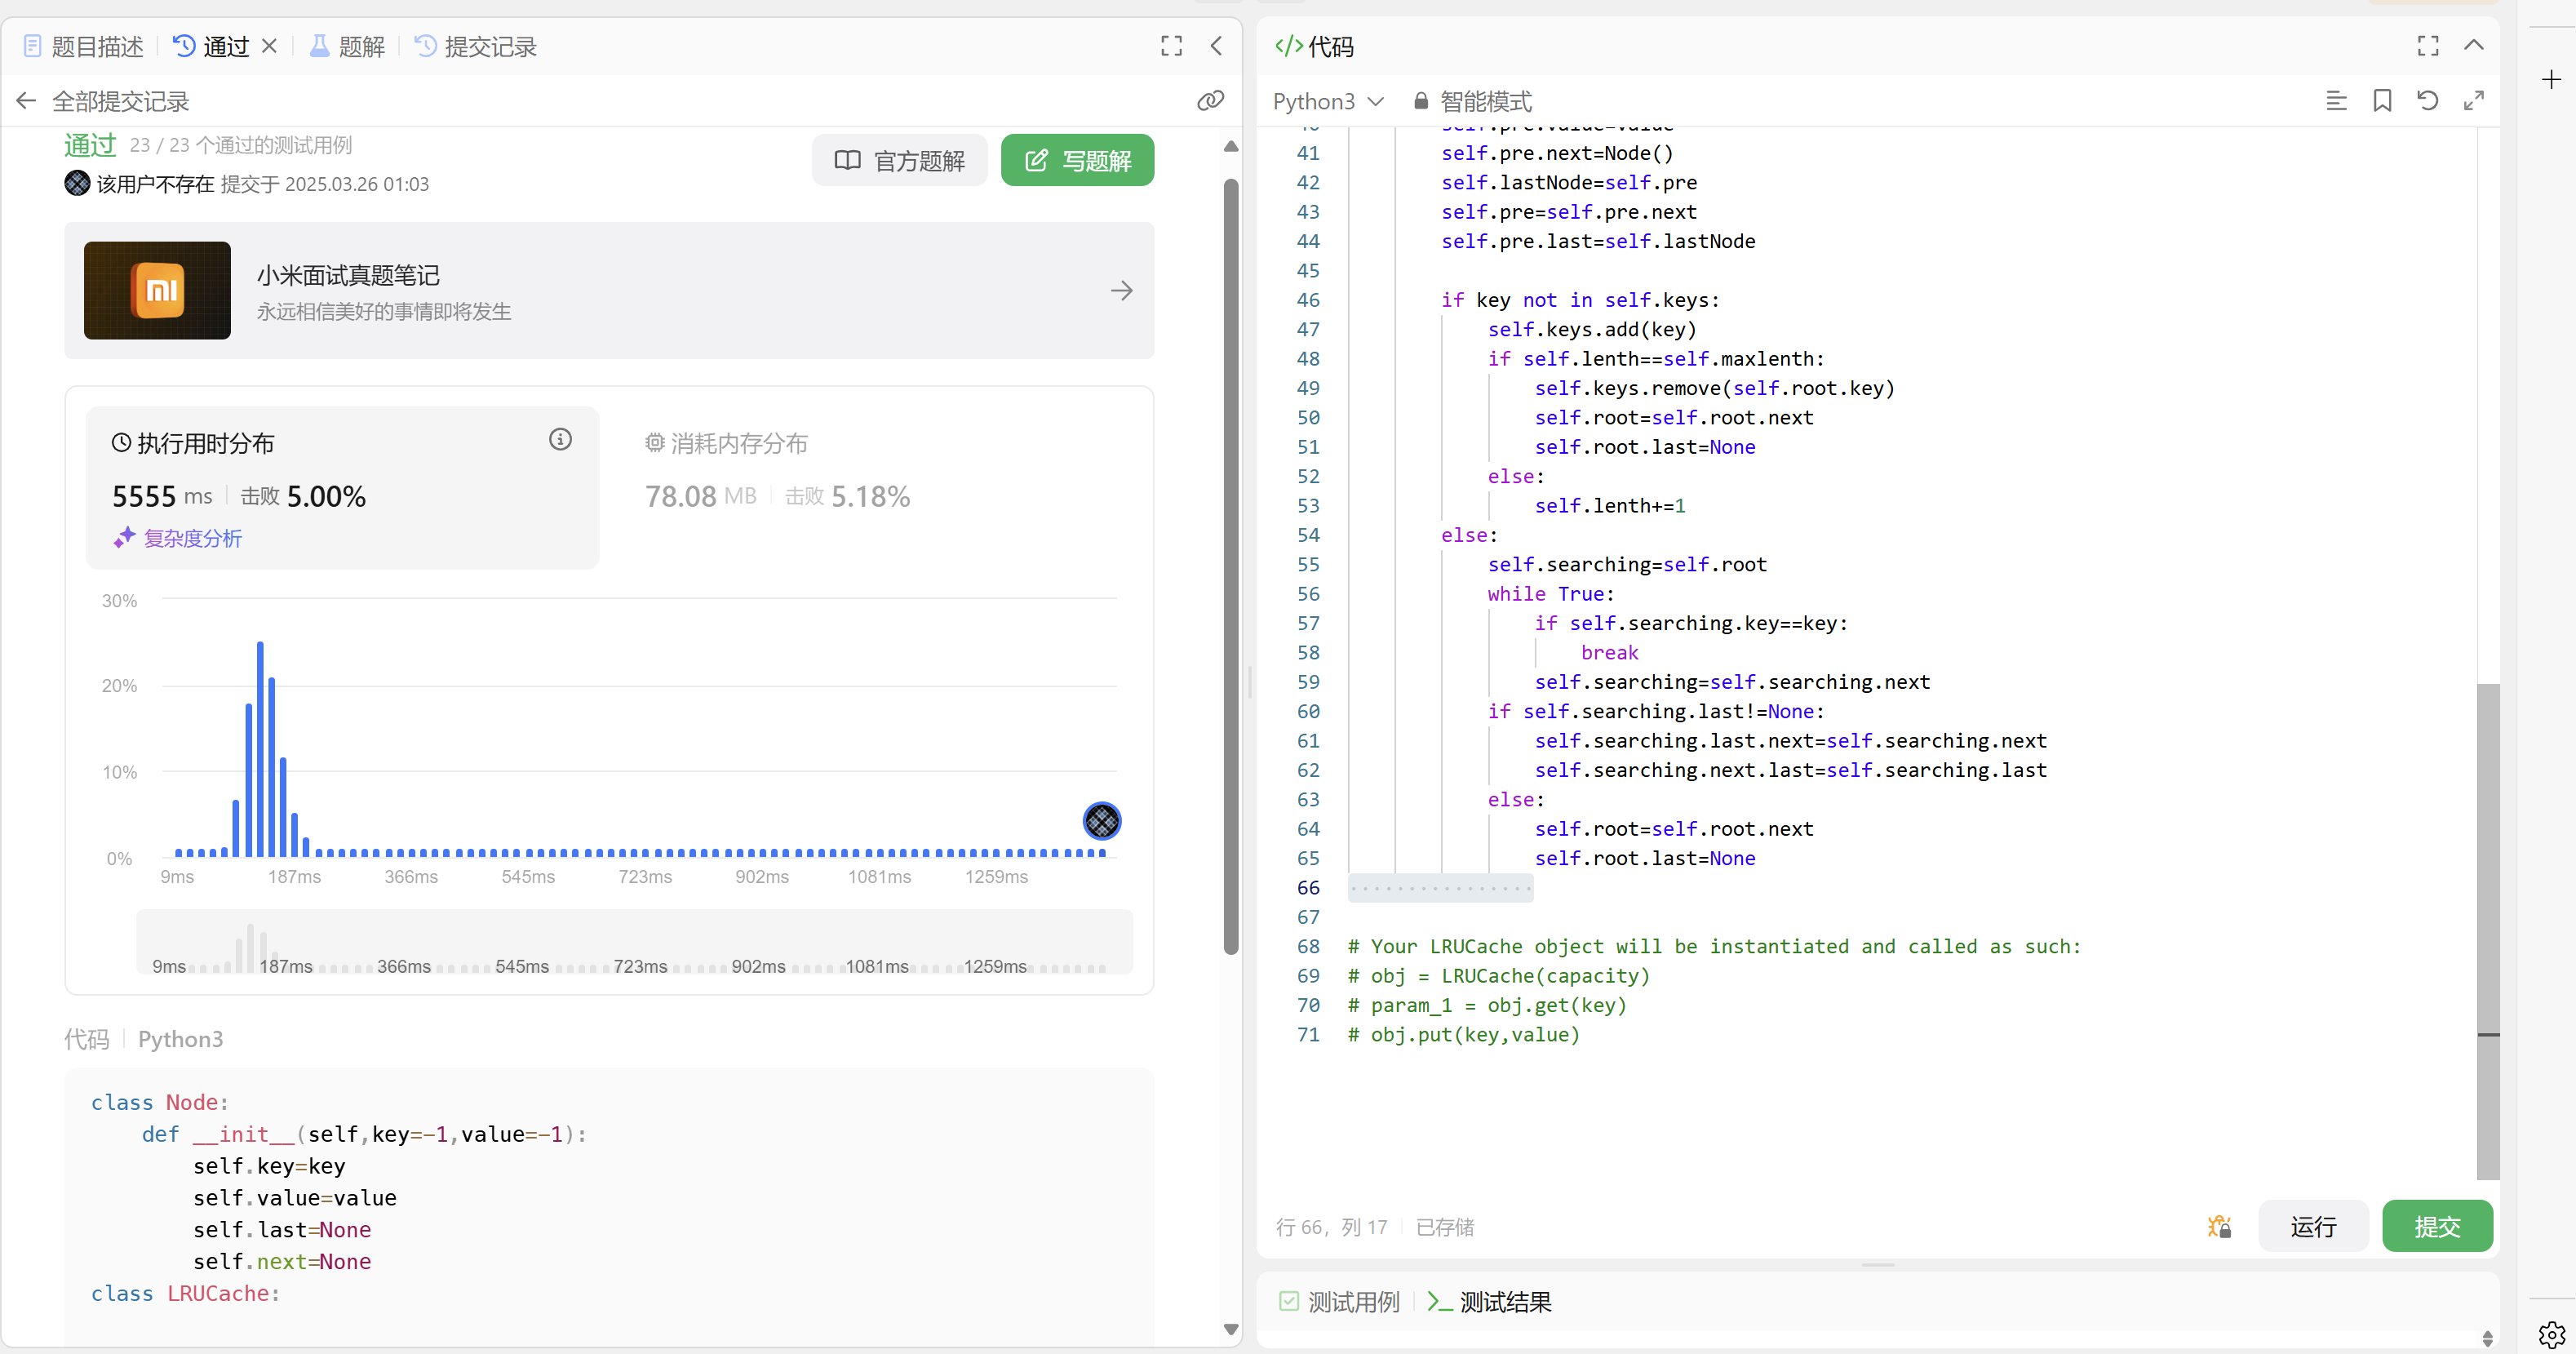 题目描述
通过
题解
提交记录
全部提交记录
通过 23 / 23 个通过的测试用例
该用户不存在 提交于 2025.03.26 01:03
官方题解
写题解
小米面试真题笔记
永远相信美好的事情即将发生
执行用时分布
5555 ms 击败 5.00%
复杂度分析
消耗内存分布
78.08 MB 击败 5.18%
30%
20%
10%
0%
9ms 187ms 366ms 545ms 723ms 902ms 1081ms 1259ms
9ms 187ms 366ms 545ms 723ms 902ms 1081ms 1259ms
代码 Python3
class Node:
    def __init__(self,key=-1,value=-1):
        self.key=key
        self.value=value
        self.last=None
        self.next=None
class LRUCache:
</> 代码
Python3 智能模式
40 self.pre.value=value
41 self.pre.next=Node()
42 self.lastNode=self.pre
43 self.pre=self.pre.next
44 self.pre.last=self.lastNode
45
46 if key not in self.keys:
47 self.keys.add(key)
48 if self.lenth==self.maxlenth:
49 self.keys.remove(self.root.key)
50 self.root=self.root.next
51 self.root.last=None
52 else:
53 self.lenth+=1
54 else:
55 self.searching=self.root
56 while True:
57 if self.searching.key==key:
58 break
59 self.searching=self.searching.next
60 if self.searching.last!=None:
61 self.searching.last.next=self.searching.next
62 self.searching.next.last=self.searching.last
63 else:
64 self.root=self.root.next
65 self.root.last=None
66
67
68 # Your LRUCache object will be instantiated and called as such:
69 # obj = LRUCache(capacity)
70 # param_1 = obj.get(key)
71 # obj.put(key,value)
行 66，列 17 已存储
运行
提交
测试用例
测试结果